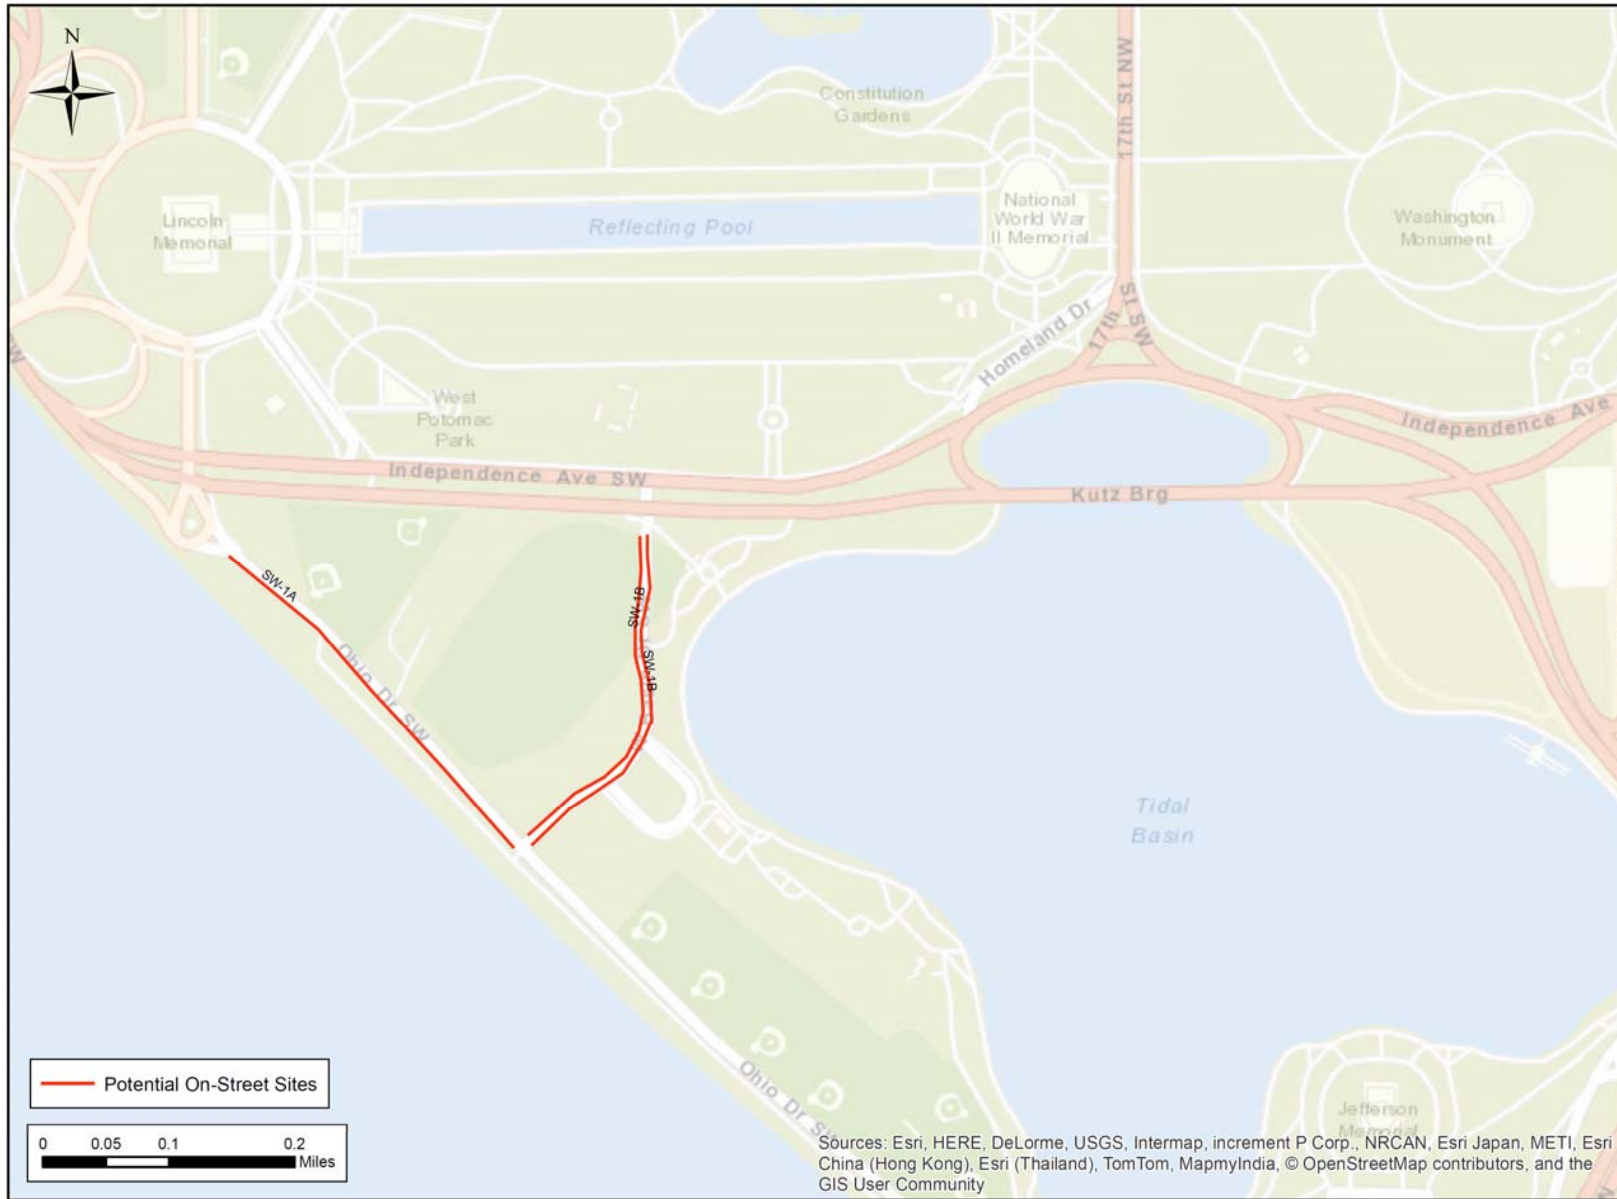 N
Constitution
Gardens
17th St NW
Lincoln
Memorial
Reflecting Pool
National
World War
II Memorial
Washington
Monument
Homeland Dr
17th
St SW
West
Potomac
Park
Independence Ave SW
Independence Ave
Kutz Brg
SW
SW-1A
SW-1B
SW-1B
Ohio Dr SW
Tidal
Basin
Ohio Dr SW
Jefferson
Memorial
Potential On-Street Sites
0 0.05 0.1 0.2
Miles
Sources: Esri, HERE, DeLorme, USGS, Intermap, increment P Corp., NRCAN, Esri Japan, METI, Esri
China (Hong Kong), Esri (Thailand), TomTom, MapmyIndia, © OpenStreetMap contributors, and the
GIS User Community